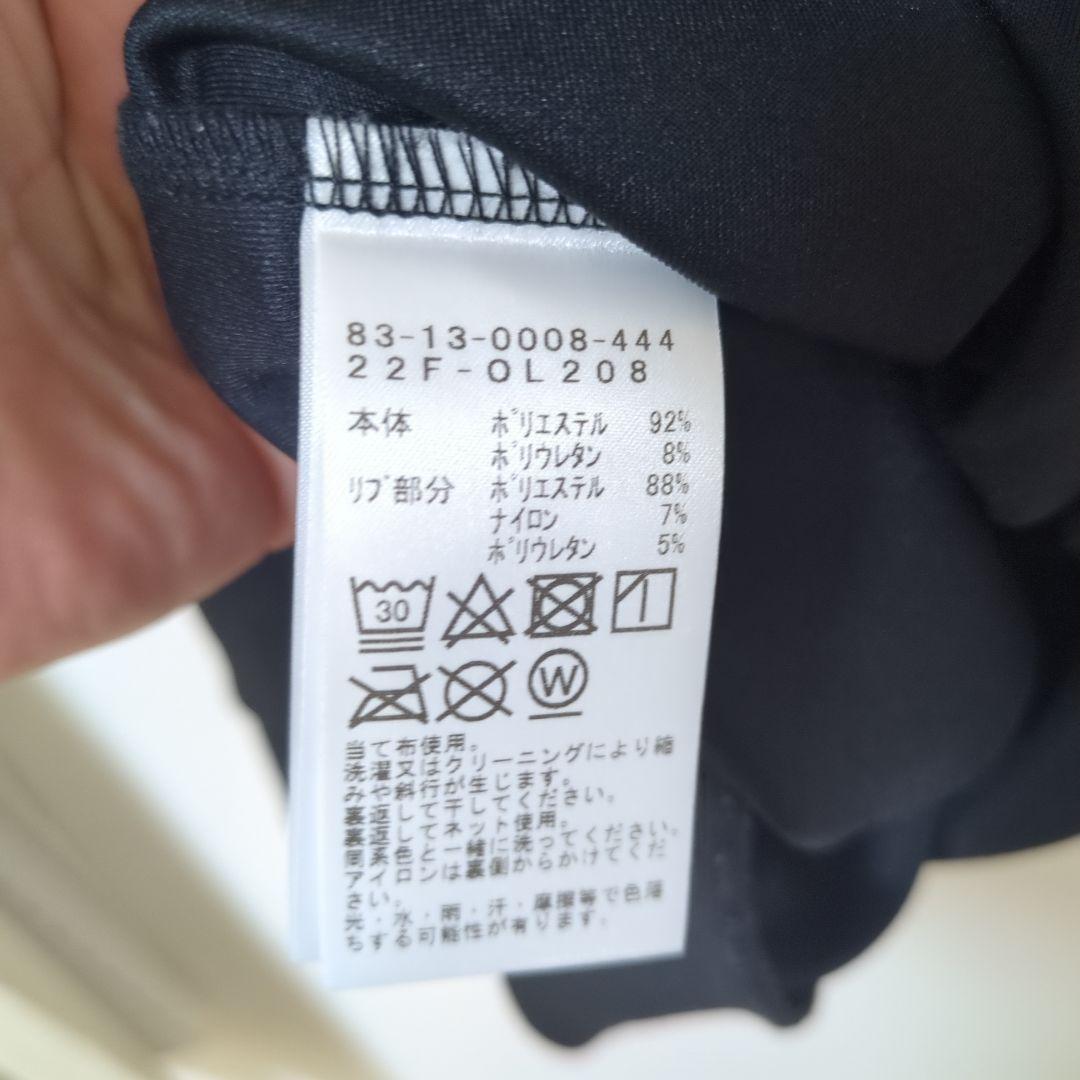 83-13-0008-444
22F-OL208
本体 ポリエステル 92%
ポリウレタン 8%
リブ部分 ポリエステル 88%
ナイロン 7%
ポリウレタン 5%
30
W
当て布使用。
洗濯又はクリーニングにより縮
みや斜行が生じます。
裏返して干してください。
裏返してネット使用。
同系色と一緒に洗ってください。
アイロンは裏側からかけてくだ
さい。
光・水・雨・汗・摩擦等で色落
ちする可能性が有ります。